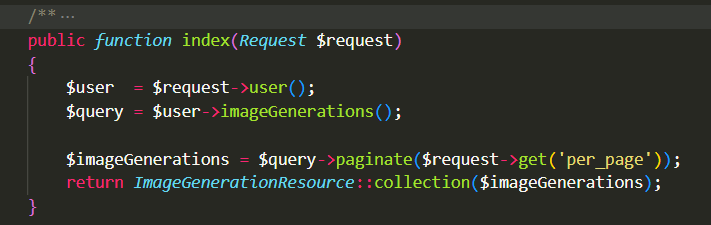 /** ...
public function index(Request $request)
{
    $user  = $request->user();
    $query = $user->imageGenerations();

    $imageGenerations = $query->paginate($request->get('per_page'));
    return ImageGenerationResource::collection($imageGenerations);
}